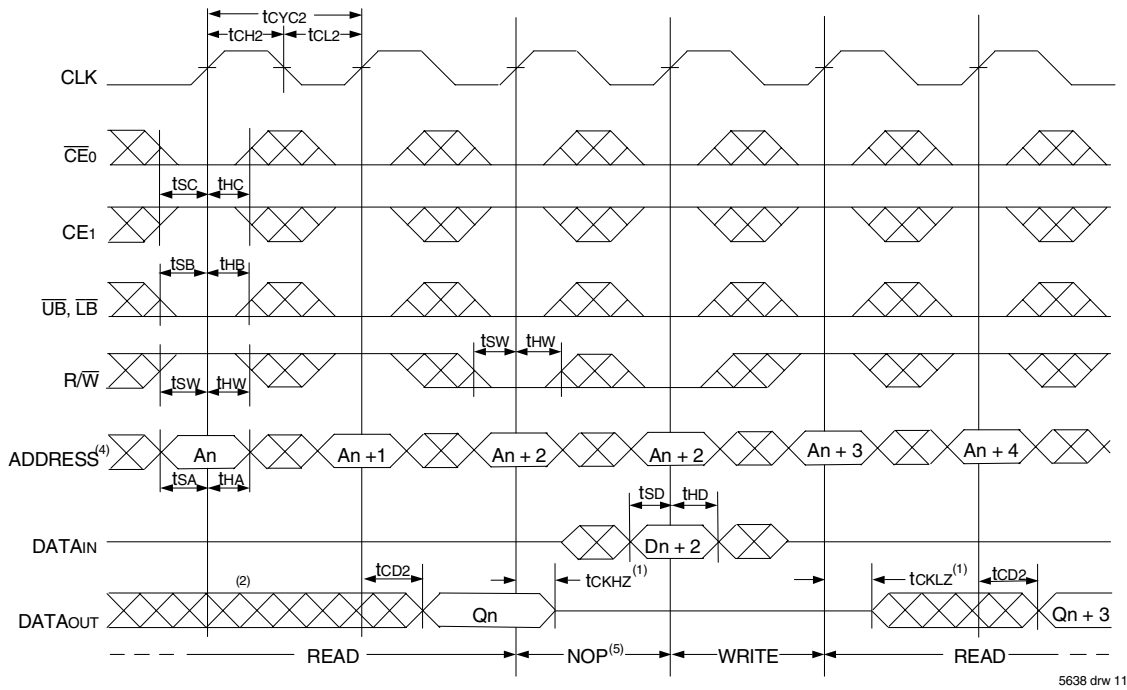 tCYC2
tCH2 tCL2
CLK
CE0
tSC tHC
CE1
tSB tHB
UB, LB
tSW tHW
R/W
tSW tHW
ADDRESS(4) An An +1 An + 2 An + 2 An + 3 An + 4
tSA tHA
tSD tHD
DATAIN Dn + 2
(2) tCD2 tCKHZ(1) tCKLZ(1) tCD2
DATAOUT Qn Qn + 3
READ NOP(5) WRITE READ
5638 drw 11